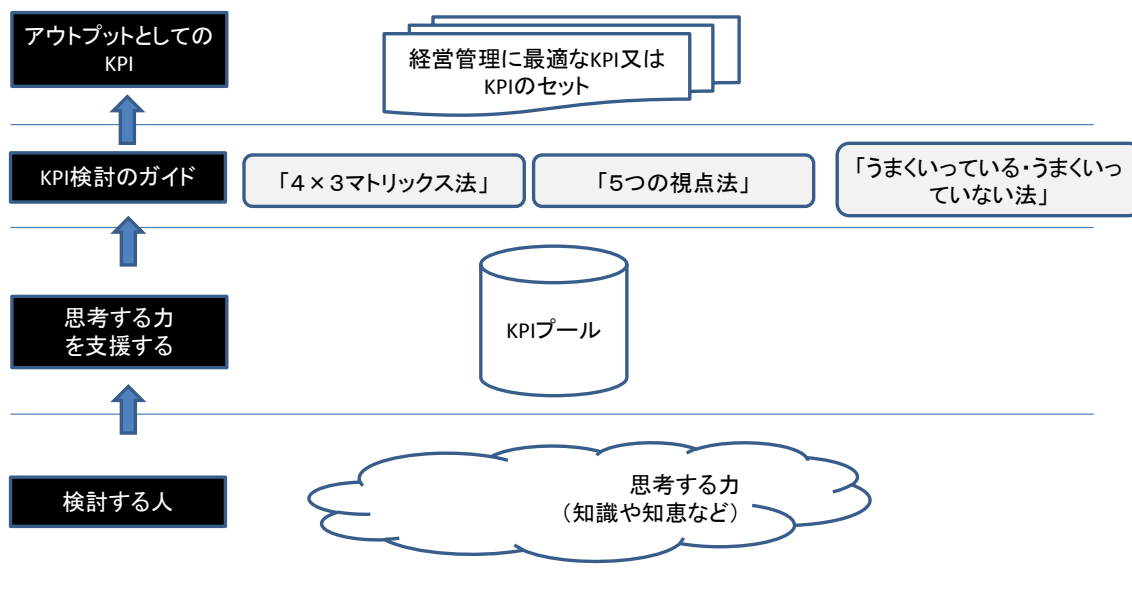 アウトプットとしての
KPI
経営管理に最適なKPI又は
KPIのセット
KPI検討のガイド
「４×３マトリックス法」
「５つの視点法」
「うまくいっている・うまくいっ
ていない法」
思考する力
を支援する
KPIプール
検討する人
思考する力
（知識や知恵など）